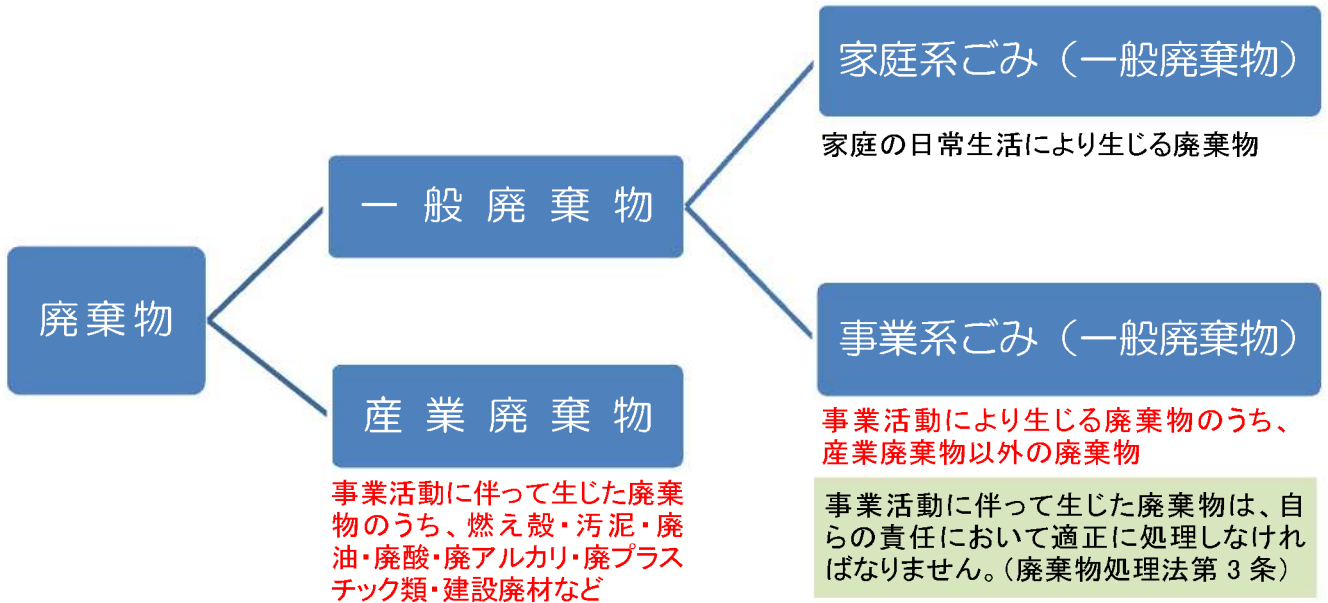 廃棄物
一般廃棄物
産業廃棄物
事業活動に伴って生じた廃棄
物のうち、燃え殻・汚泥・廃
油・廃酸・廃アルカリ・廃プラス
チック類・建設廃材など
家庭系ごみ（一般廃棄物）
家庭の日常生活により生じる廃棄物
事業系ごみ（一般廃棄物）
事業活動により生じる廃棄物のうち、
産業廃棄物以外の廃棄物
事業活動に伴って生じた廃棄物は、自
らの責任において適正に処理しなけれ
ばなりません。（廃棄物処理法第3条）